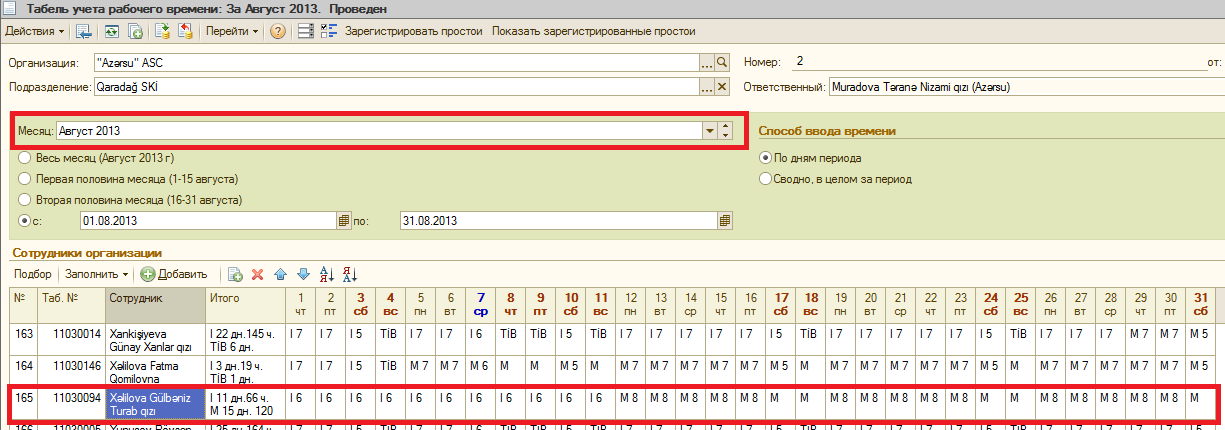 Табель учета рабочего времени: За Август 2013. Проведен
Действия Перейти Зарегистрировать простои Показать зарегистрированные простои
Организация: "Azərsu" ASC Номер: 2 от:
Подразделение: Qaradağ SKİ Ответственный: Muradova Təranə Nizami qızı (Azərsu)
Месяц: Август 2013 Способ ввода времени
Весь месяц (Август 2013 г) По дням периода
Первая половина месяца (1-15 августа) Сводно, в целом за период
Вторая половина месяца (16-31 августа)
с: 01.08.2013 по: 31.08.2013
Сотрудники организации
Подбор Заполнить Добавить
№ Таб. № Сотрудник Итого 1 2 3 4 5 6 7 8 9 10 11 12 13 14 15 16 17 18 19 20 21 22 23 24 25 26 27 28 29 30 31
чт пт сб вс пн вт ср чт пт сб вс пн вт ср чт пт сб вс пн вт ср чт пт сб вс пн вт ср чт пт сб
163 11030014 Xankişiyeva I 22 дн.145 ч. I 7 I 7 I 5 TİB I 7 I 7 I 6 TİB TİB I 5 TİB I 7 I 7 I 7 I 7 I 7 I 5 TİB I 7 I 7 I 7 I 7 I 7 I 5 TİB I 7 I 7 I 7 M 7 M 7 M 5
Günay Xanlar qızı TİB 6 дн.
164 11030146 Xəlilova Fatma I 3 дн.19 ч. I 7 I 7 I 5 TİB M 7 M 7 M 6 M M M 5 M M 7 M 7 M 7 M 7 M 7 M 5 M M 7 M 7 M 7 M 7 M 7 M 5 M M 7 M 7 M 7 M 7 M 7 M 5
Qomilovna TİB 1 дн.
165 11030094 Xəlilova Gülbəniz I 11 дн.66 ч. I 6 I 6 I 6 I 6 I 6 I 6 I 6 I 6 I 6 I 6 I 6 M 8 M 8 M 8 M 8 M 8 M M M 8 M 8 M 8 M 8 M 8 M M M 8 M 8 M 8 M 8 M 8 M
Turab qızı M 15 дн. 120